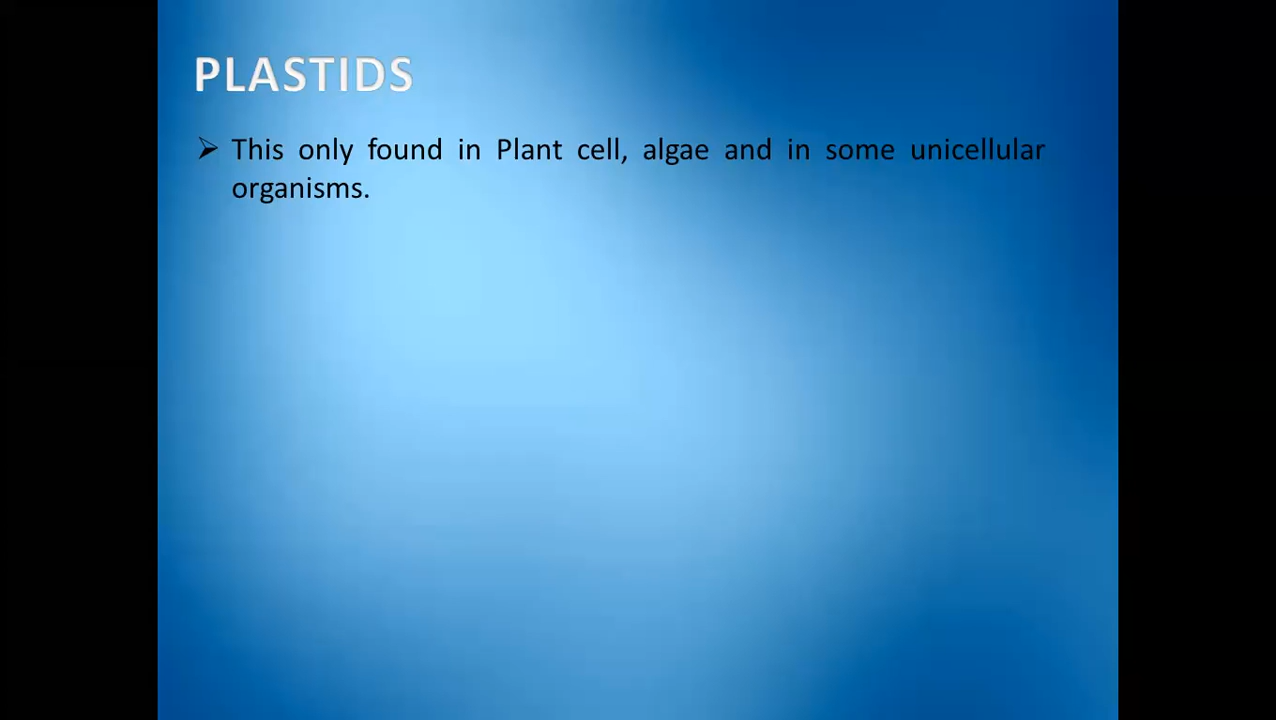 PLASTIDS
➢ This only found in Plant cell, algae and in some unicellular
organisms.